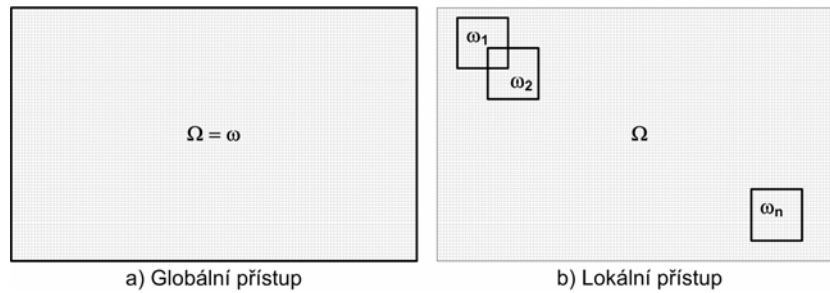 Ω = ω
a) Globální přístup
ω₁
ω₂
Ω
ωₙ
b) Lokální přístup